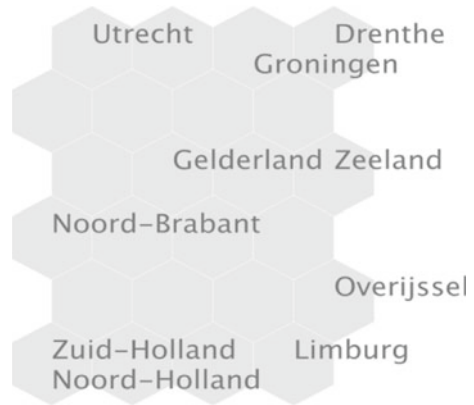 Utrecht Drenthe
Groningen
Gelderland Zeeland
Noord-Brabant
Overijssel
Zuid-Holland Limburg
Noord-Holland